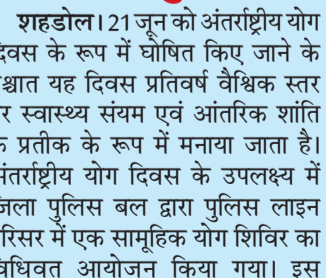 शहडोल। 21 जून को अंतर्राष्ट्रीय योग
दिवस के रूप में घोषित किए जाने के
पश्चात यह दिवस प्रतिवर्ष वैश्विक स्तर
पर स्वास्थ्य संयम एवं आंतरिक शांति
के प्रतीक के रूप में मनाया जाता है।
अंतर्राष्ट्रीय योग दिवस के उपलक्ष्य में
जिला पुलिस बल द्वारा पुलिस लाइन
परिसर में एक सामूहिक योग शिविर का
विधिवत आयोजन किया गया। इस